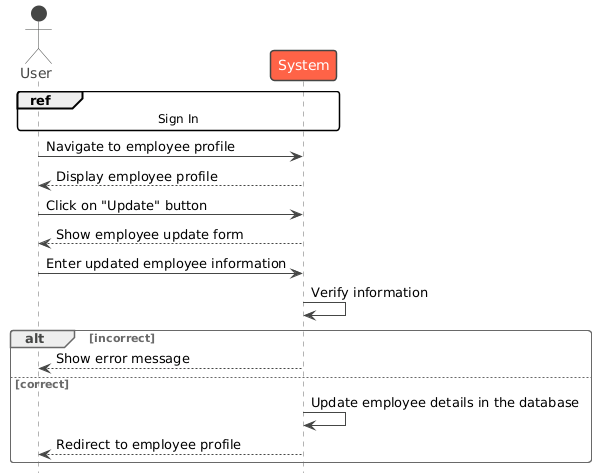 User
System
ref
Sign In
Navigate to employee profile
Display employee profile
Click on "Update" button
Show employee update form
Enter updated employee information
Verify information
alt [incorrect]
Show error message
[correct]
Update employee details in the database
Redirect to employee profile